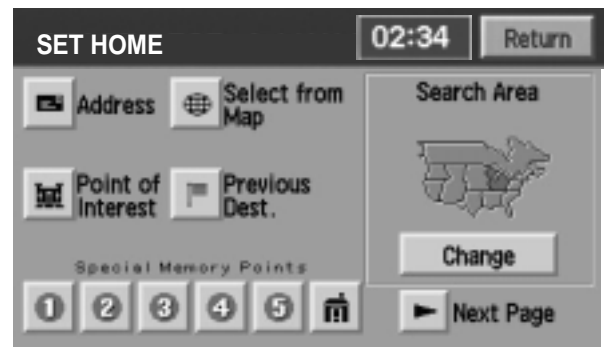 SET HOME
02:34
Return
Address
Select from
Map
Search Area
Point of
Interest
Previous
Dest.
Special Memory Points
Change
1 2 3 4 5
Next Page